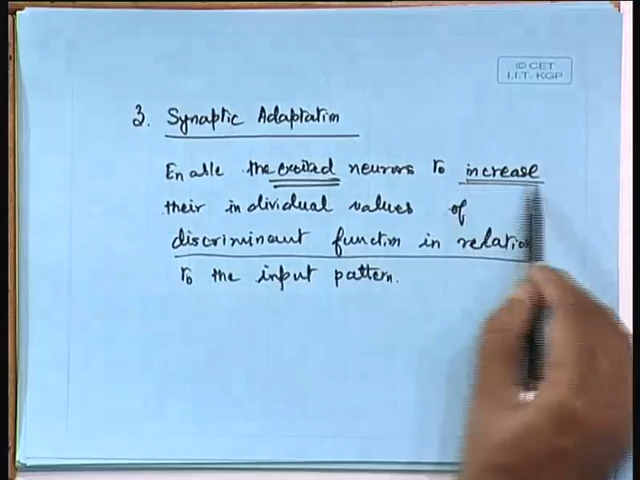 © CET
I.I.T. KGP
3. Synaptic Adaptation
Enable the excited neurons to increase
their individual values of
discriminant function in relation
to the input pattern.